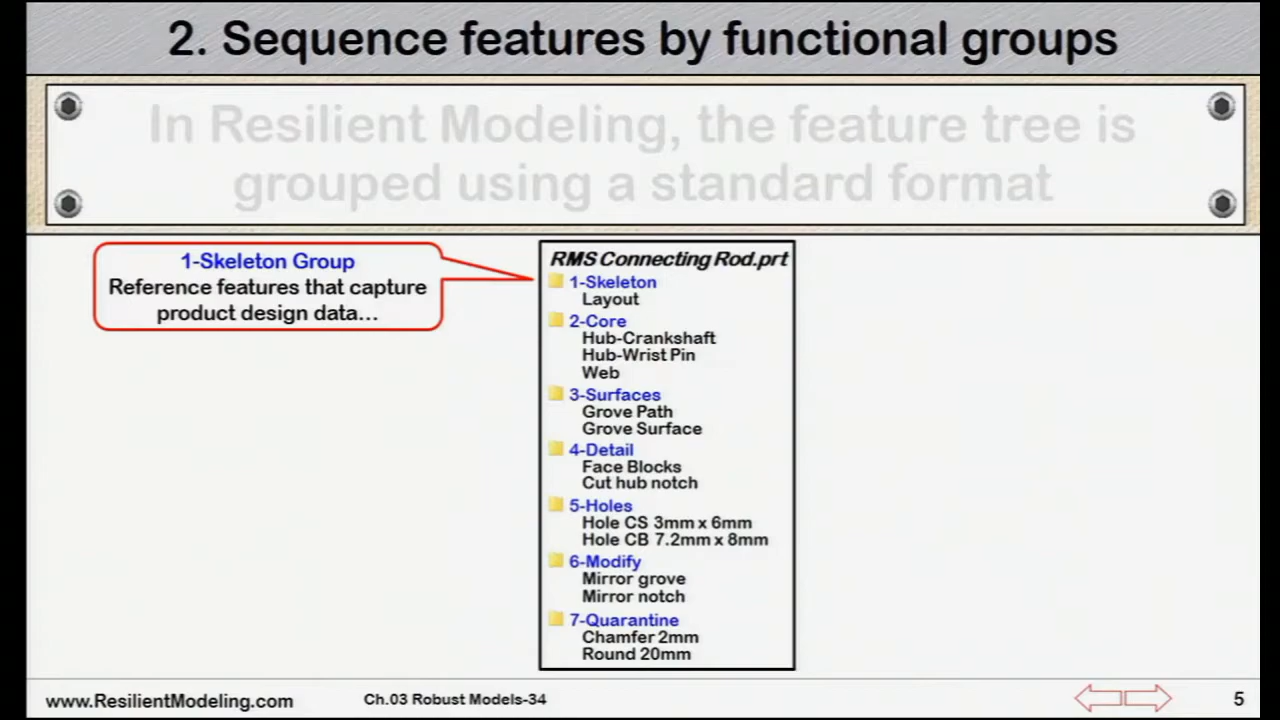 2. Sequence features by functional groups
In Resilient Modeling, the feature tree is
grouped using a standard format
1-Skeleton Group
Reference features that capture
product design data...
RMS Connecting Rod.prt
1-Skeleton
Layout
2-Core
Hub-Crankshaft
Hub-Wrist Pin
Web
3-Surfaces
Grove Path
Grove Surface
4-Detail
Face Blocks
Cut hub notch
5-Holes
Hole CS 3mm x 6mm
Hole CB 7.2mm x 8mm
6-Modify
Mirror grove
Mirror notch
7-Quarantine
Chamfer 2mm
Round 20mm
www.ResilientModeling.com
Ch.03 Robust Models-34
5